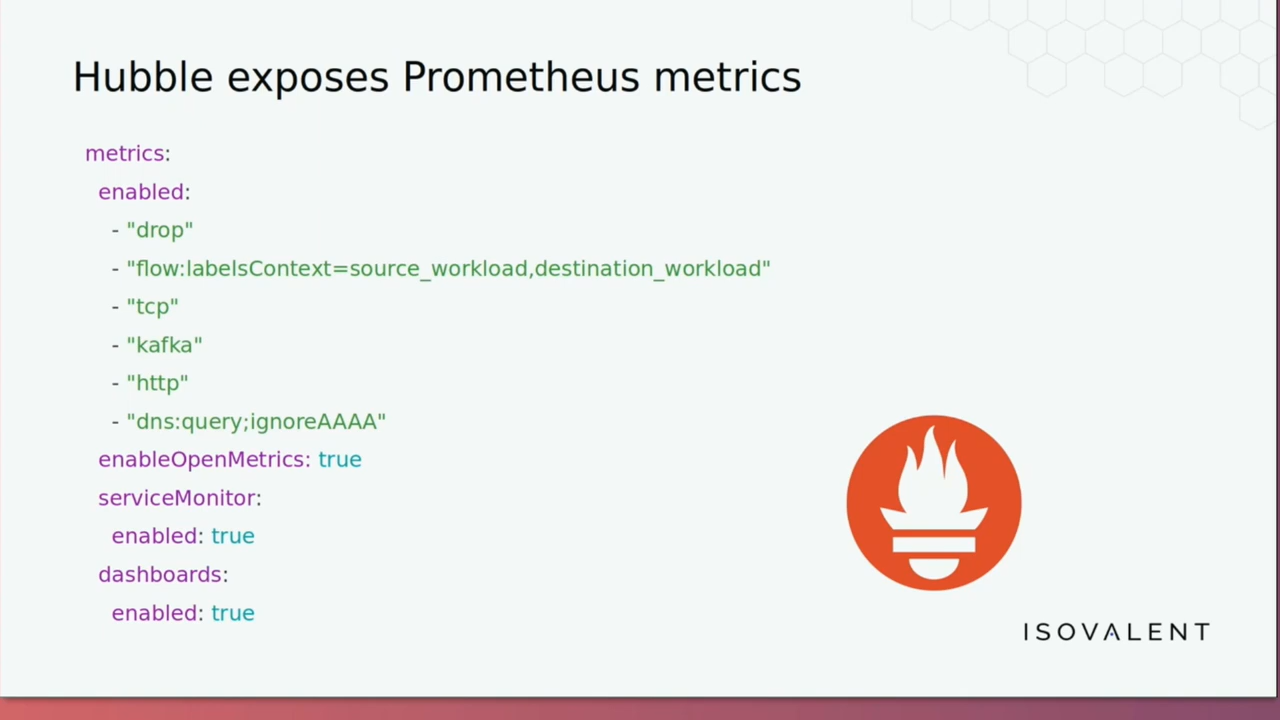 Hubble exposes Prometheus metrics
metrics:
enabled:
- "drop"
- "flow:labelsContext=source_workload,destination_workload"
- "tcp"
- "kafka"
- "http"
- "dns:query;ignoreAAAA"
enableOpenMetrics: true
serviceMonitor:
enabled: true
dashboards:
enabled: true
ISOVALENT